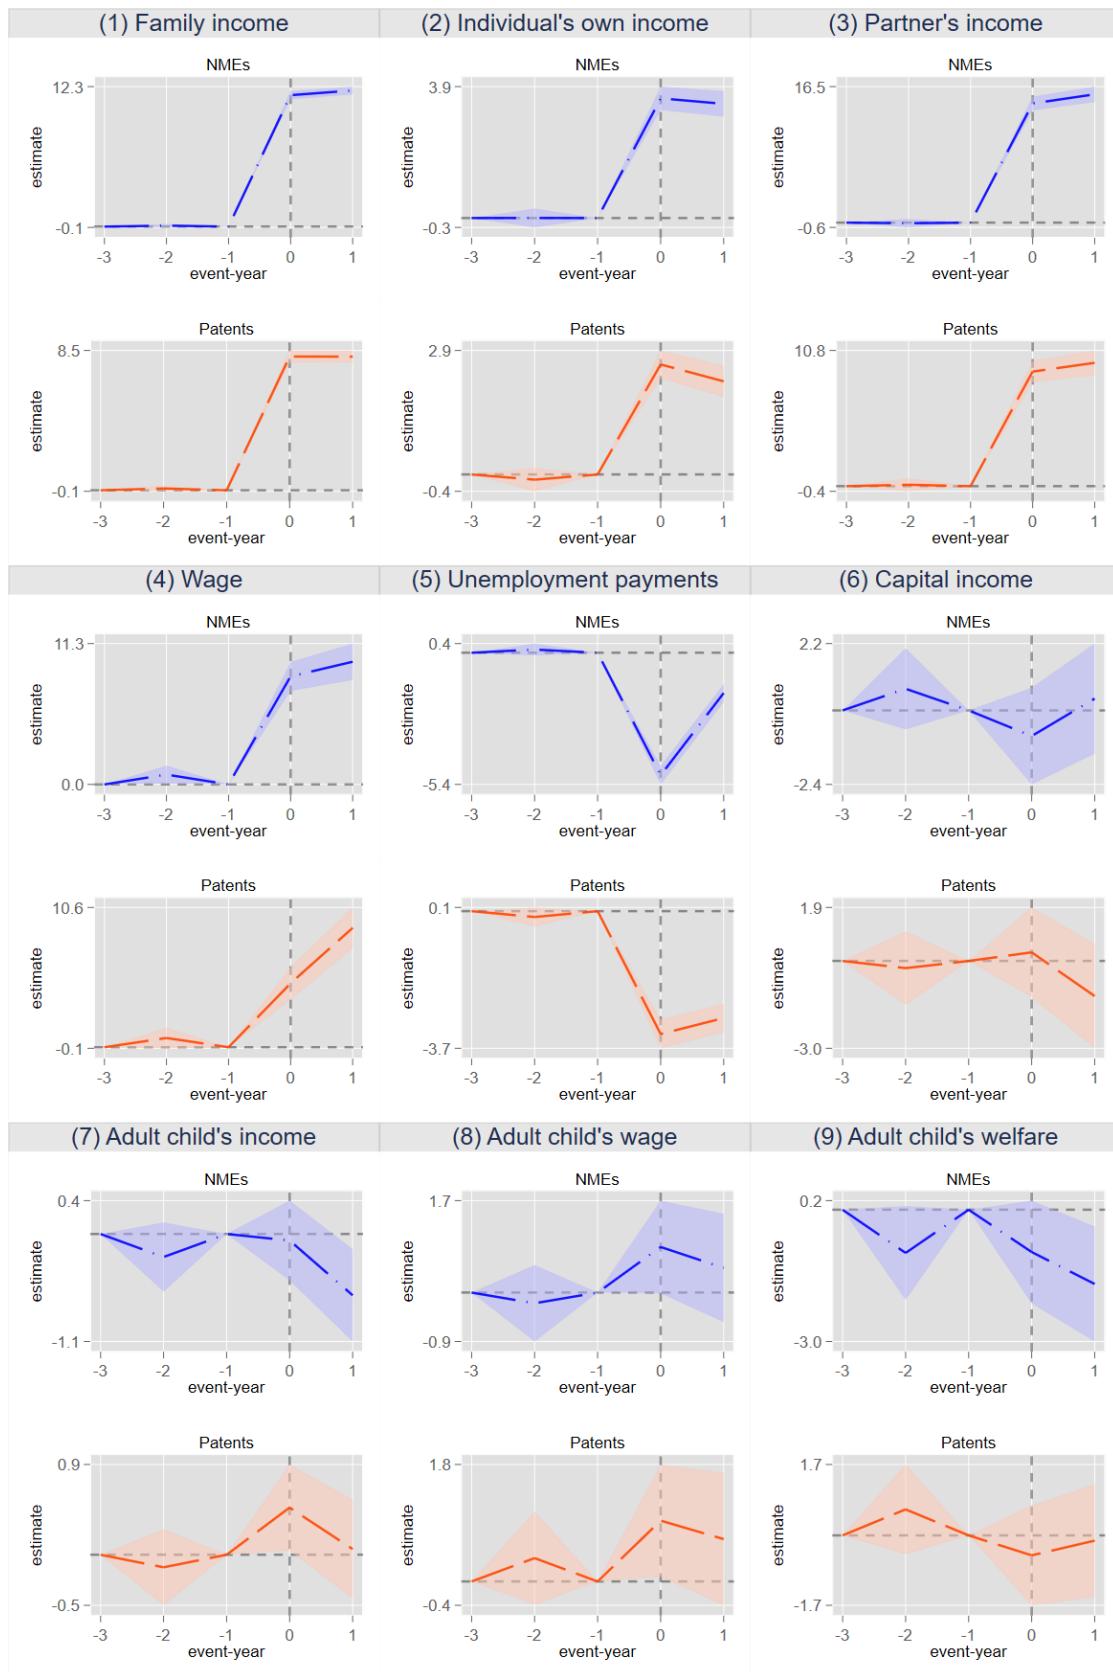 (1) Family income
(2) Individual's own income
(3) Partner's income
NMEs
NMEs
NMEs
12.3
-0.1
estimate
-3 -2 -1 0 1
event-year
3.9
-0.3
estimate
-3 -2 -1 0 1
event-year
16.5
-0.6
estimate
-3 -2 -1 0 1
event-year
Patents
Patents
Patents
8.5
-0.1
estimate
-3 -2 -1 0 1
event-year
2.9
-0.4
estimate
-3 -2 -1 0 1
event-year
10.8
-0.4
estimate
-3 -2 -1 0 1
event-year
(4) Wage
(5) Unemployment payments
(6) Capital income
NMEs
NMEs
NMEs
11.3
0.0
estimate
-3 -2 -1 0 1
event-year
0.4
-5.4
estimate
-3 -2 -1 0 1
event-year
2.2
-2.4
estimate
-3 -2 -1 0 1
event-year
Patents
Patents
Patents
10.6
-0.1
estimate
-3 -2 -1 0 1
event-year
0.1
-3.7
estimate
-3 -2 -1 0 1
event-year
1.9
-3.0
estimate
-3 -2 -1 0 1
event-year
(7) Adult child's income
(8) Adult child's wage
(9) Adult child's welfare
NMEs
NMEs
NMEs
0.4
-1.1
estimate
-3 -2 -1 0 1
event-year
1.7
-0.9
estimate
-3 -2 -1 0 1
event-year
0.2
-3.0
estimate
-3 -2 -1 0 1
event-year
Patents
Patents
Patents
0.9
-0.5
estimate
-3 -2 -1 0 1
event-year
1.8
-0.4
estimate
-3 -2 -1 0 1
event-year
1.7
-1.7
estimate
-3 -2 -1 0 1
event-year